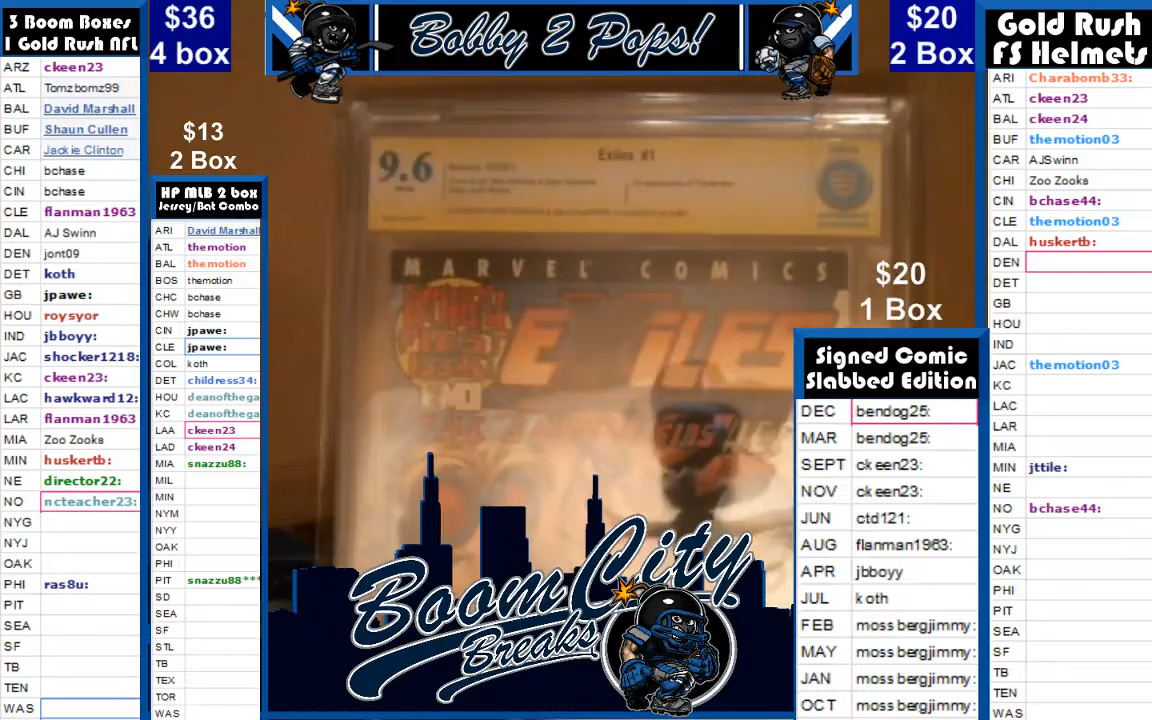 3 Boom Boxes
1 Gold Rush NFL
ARZ ckeen23
ATL Tomzbomz99
BAL David Marshall
BUF Shaun Cullen
CAR Jackie Clinton
CHI bchase
CIN bchase
CLE flanman1963
DAL AJ Swinn
DEN jont09
DET koth
GB jpawe:
HOU roysyor
IND jbboyy:
JAC shocker1218:
KC ckeen23:
LAC hawkward12:
LAR flanman1963
MIA Zoo Zooks
MIN huskertb:
NE director22:
NO ncteacher23:
NYG
NYJ
OAK
PHI ras8u:
PIT
SEA
SF
TB
TEN
WAS
$36
4 box
$13
2 Box
HP MLB 2 box
Jersey/Bat Combo
ARI David Marshall
ATL themotion
BAL themotion
BOS themotion
CHC bchase
CHW bchase
CIN jpawe:
CLE jpawe:
COL koth
DET childress34:
HOU deanofthega
KC deanofthega
LAA ckeen23
LAD ckeen24
MIA snazzu88:
MIL
MIN
NYM
NYY
OAK
PHI
PIT snazzu88***
SD
SEA
SF
STL
TB
TEX
TOR
WAS
Bobby 2 Pops!
9.6
Exiles #1
MARVEL COMICS
EXILES
Boom City
Breaks
$20
2 Box
$20
1 Box
Signed Comic
Slabbed Edition
DEC bendog25:
MAR bendog25:
SEPT ckeen23:
NOV ckeen23:
JUN ctd121:
AUG flanman1963:
APR jbboyy
JUL koth
FEB moss bergjimmy:
MAY moss bergjimmy:
JAN moss bergjimmy:
OCT moss bergjimmy:
Gold Rush
FS Helmets
ARI Charabomb33:
ATL ckeen23
BAL ckeen24
BUF themotion03
CAR AJSwinn
CHI Zoo Zooks
CIN bchase44:
CLE themotion03
DAL huskertb:
DEN
DET
GB
HOU
IND
JAC themotion03
KC
LAC
LAR
MIA
MIN jttile:
NE
NO bchase44:
NYG
NYJ
OAK
PHI
PIT
SEA
SF
TB
TEN
WAS